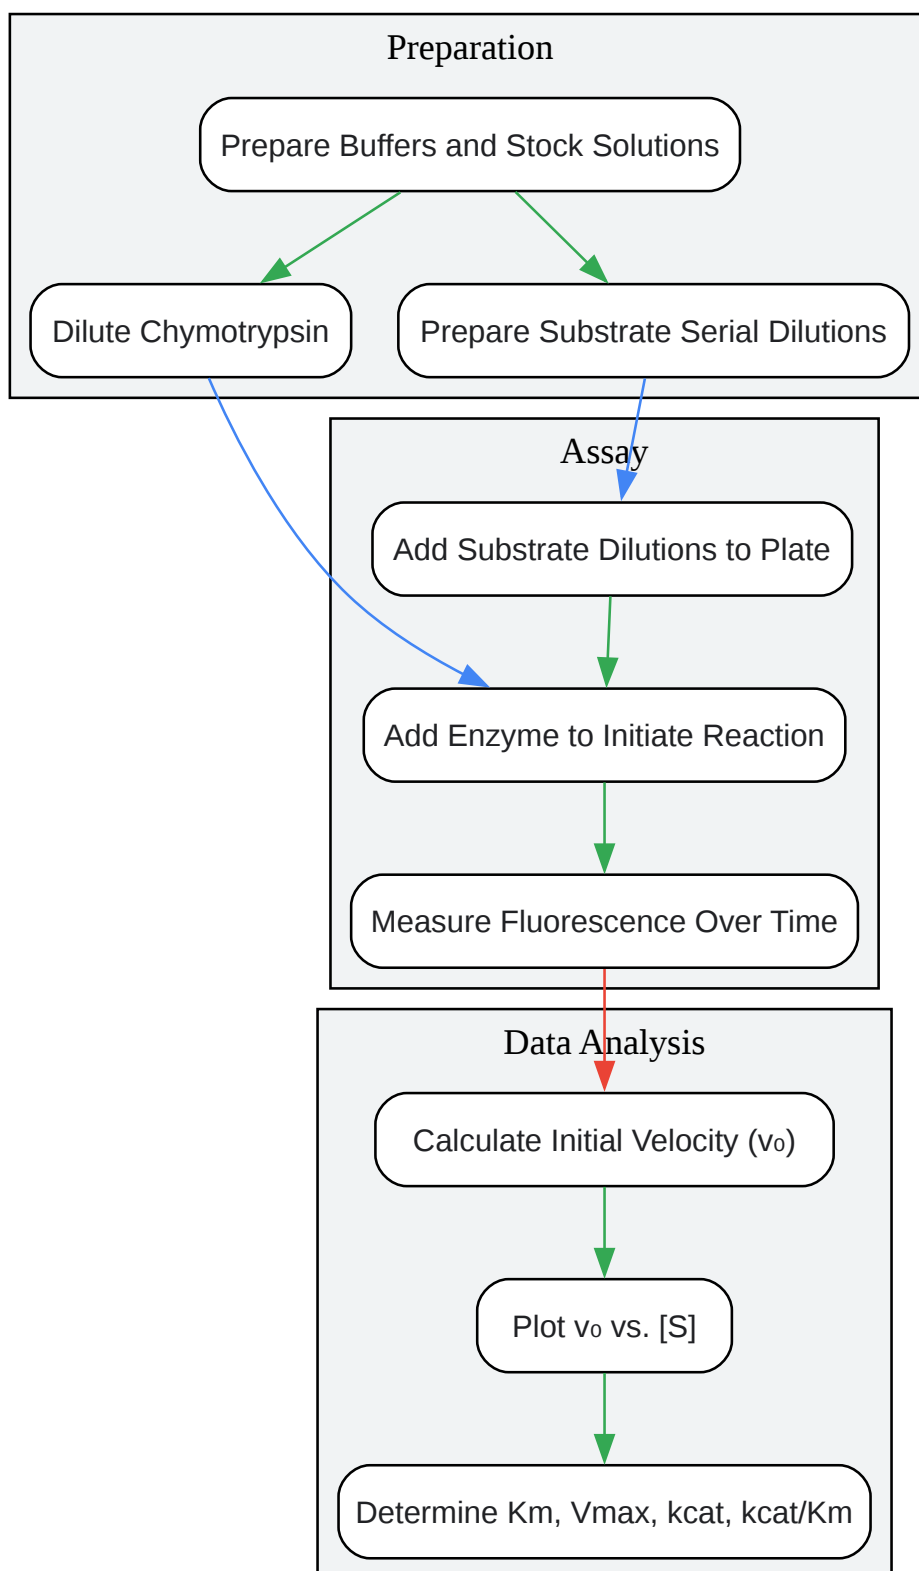 Preparation
Prepare Buffers and Stock Solutions
Dilute Chymotrypsin
Prepare Substrate Serial Dilutions
Assay
Add Substrate Dilutions to Plate
Add Enzyme to Initiate Reaction
Measure Fluorescence Over Time
Data Analysis
Calculate Initial Velocity (v₀)
Plot v₀ vs. [S]
Determine Km, Vmax, kcat, kcat/Km